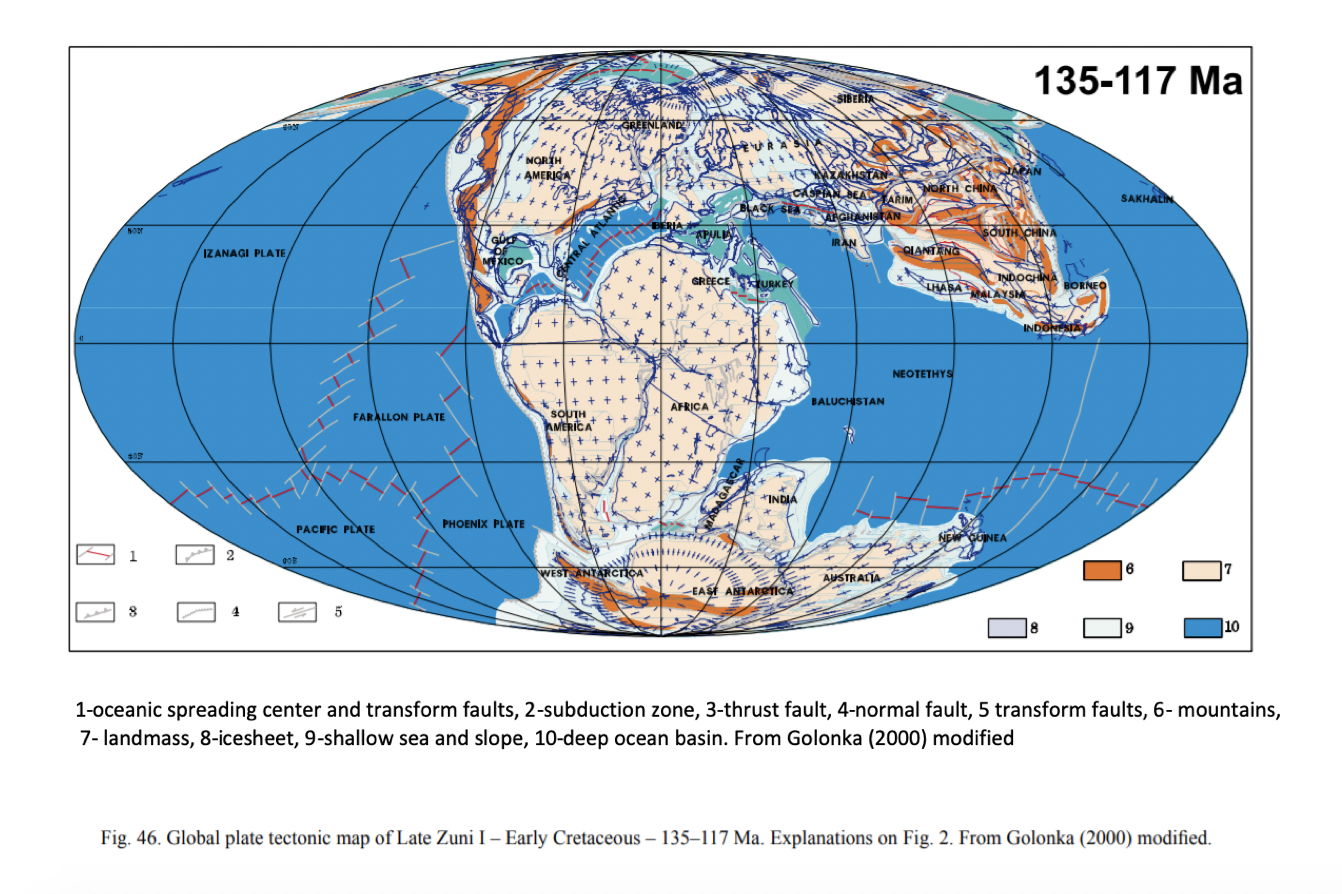 135-117 Ma
SIBERIA
60°
GREENLAND
EURASIA
NORTH
AMERICA
KAZAKHSTAN
JAPAN
CASPIAN SEA
TARIM
NORTH CHINA
SAKHALIN
CENTRAL ATLANTIC
BLACK SEA
AFGHANISTAN
IBERIA
APULIA
SOUTH CHINA
GULF
OF
MEXICO
IRAN
QIANTANG
IZANAGI PLATE
GREECE
TURKEY
LHASA
INDOCHINA
MALAYSIA
BORNEO
INDONESIA
0
NEOTETHYS
BALUCHISTAN
AFRICA
SOUTH
AMERICA
FARALLON PLATE
MADAGASCAR
INDIA
PACIFIC PLATE
PHOENIX PLATE
NEW GUINEA
WEST ANTARCTICA
EAST ANTARCTICA
AUSTRALIA
1
2
3
4
5
6
7
8
9
10
1-oceanic spreading center and transform faults, 2-subduction zone, 3-thrust fault, 4-normal fault, 5 transform faults, 6- mountains,
7- landmass, 8-icesheet, 9-shallow sea and slope, 10-deep ocean basin. From Golonka (2000) modified
Fig. 46. Global plate tectonic map of Late Zuni I – Early Cretaceous – 135–117 Ma. Explanations on Fig. 2. From Golonka (2000) modified.